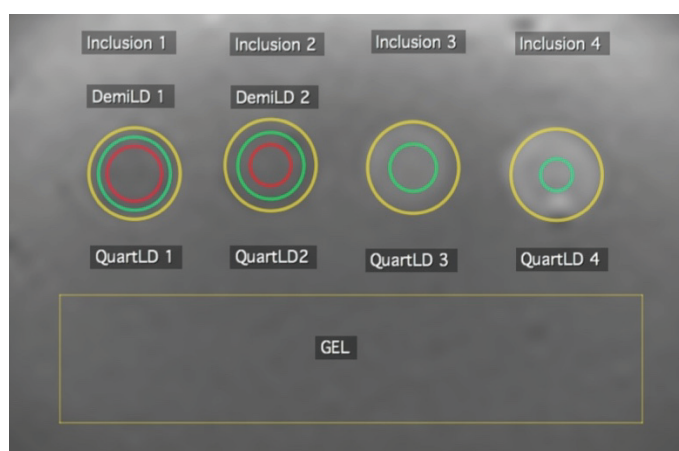 Inclusion 1
Inclusion 2
Inclusion 3
Inclusion 4
DemiLD 1
DemiLD 2
QuartLD 1
QuartLD2
QuartLD 3
QuartLD 4
GEL